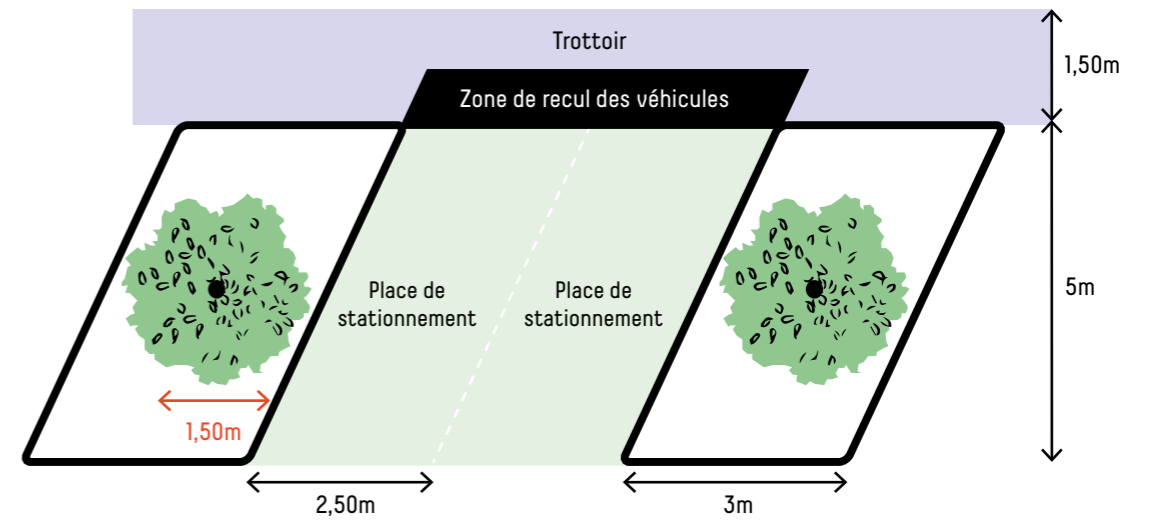 Trottoir
1,50m
Zone de recul des véhicules
Place de
stationnement
Place de
stationnement
5m
1,50m
2,50m
3m